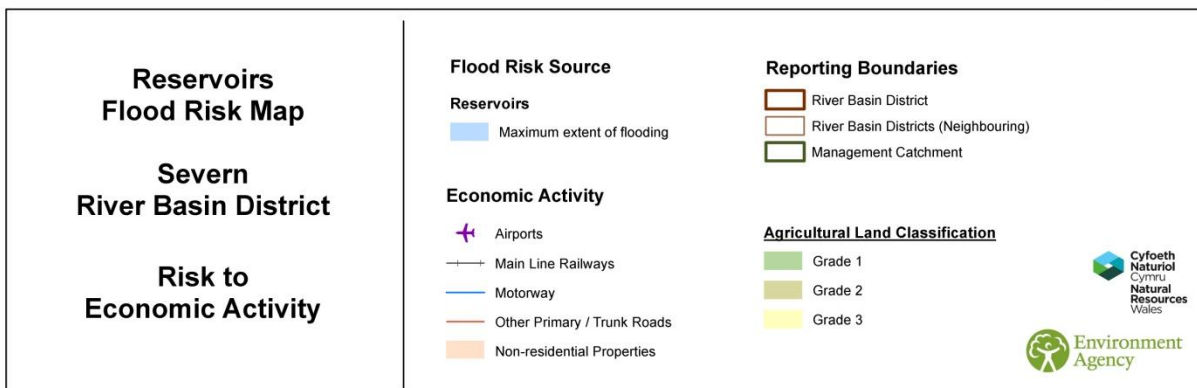 Reservoirs
Flood Risk Map
Severn
River Basin District
Risk to
Economic Activity
Flood Risk Source
Reservoirs
Maximum extent of flooding
Economic Activity
Airports
Main Line Railways
Motorway
Other Primary / Trunk Roads
Non-residential Properties
Reporting Boundaries
River Basin District
River Basin Districts (Neighbouring)
Management Catchment
Agricultural Land Classification
Grade 1
Grade 2
Grade 3
Cyfoeth
Naturiol
Cymru
Natural
Resources
Wales
Environment
Agency